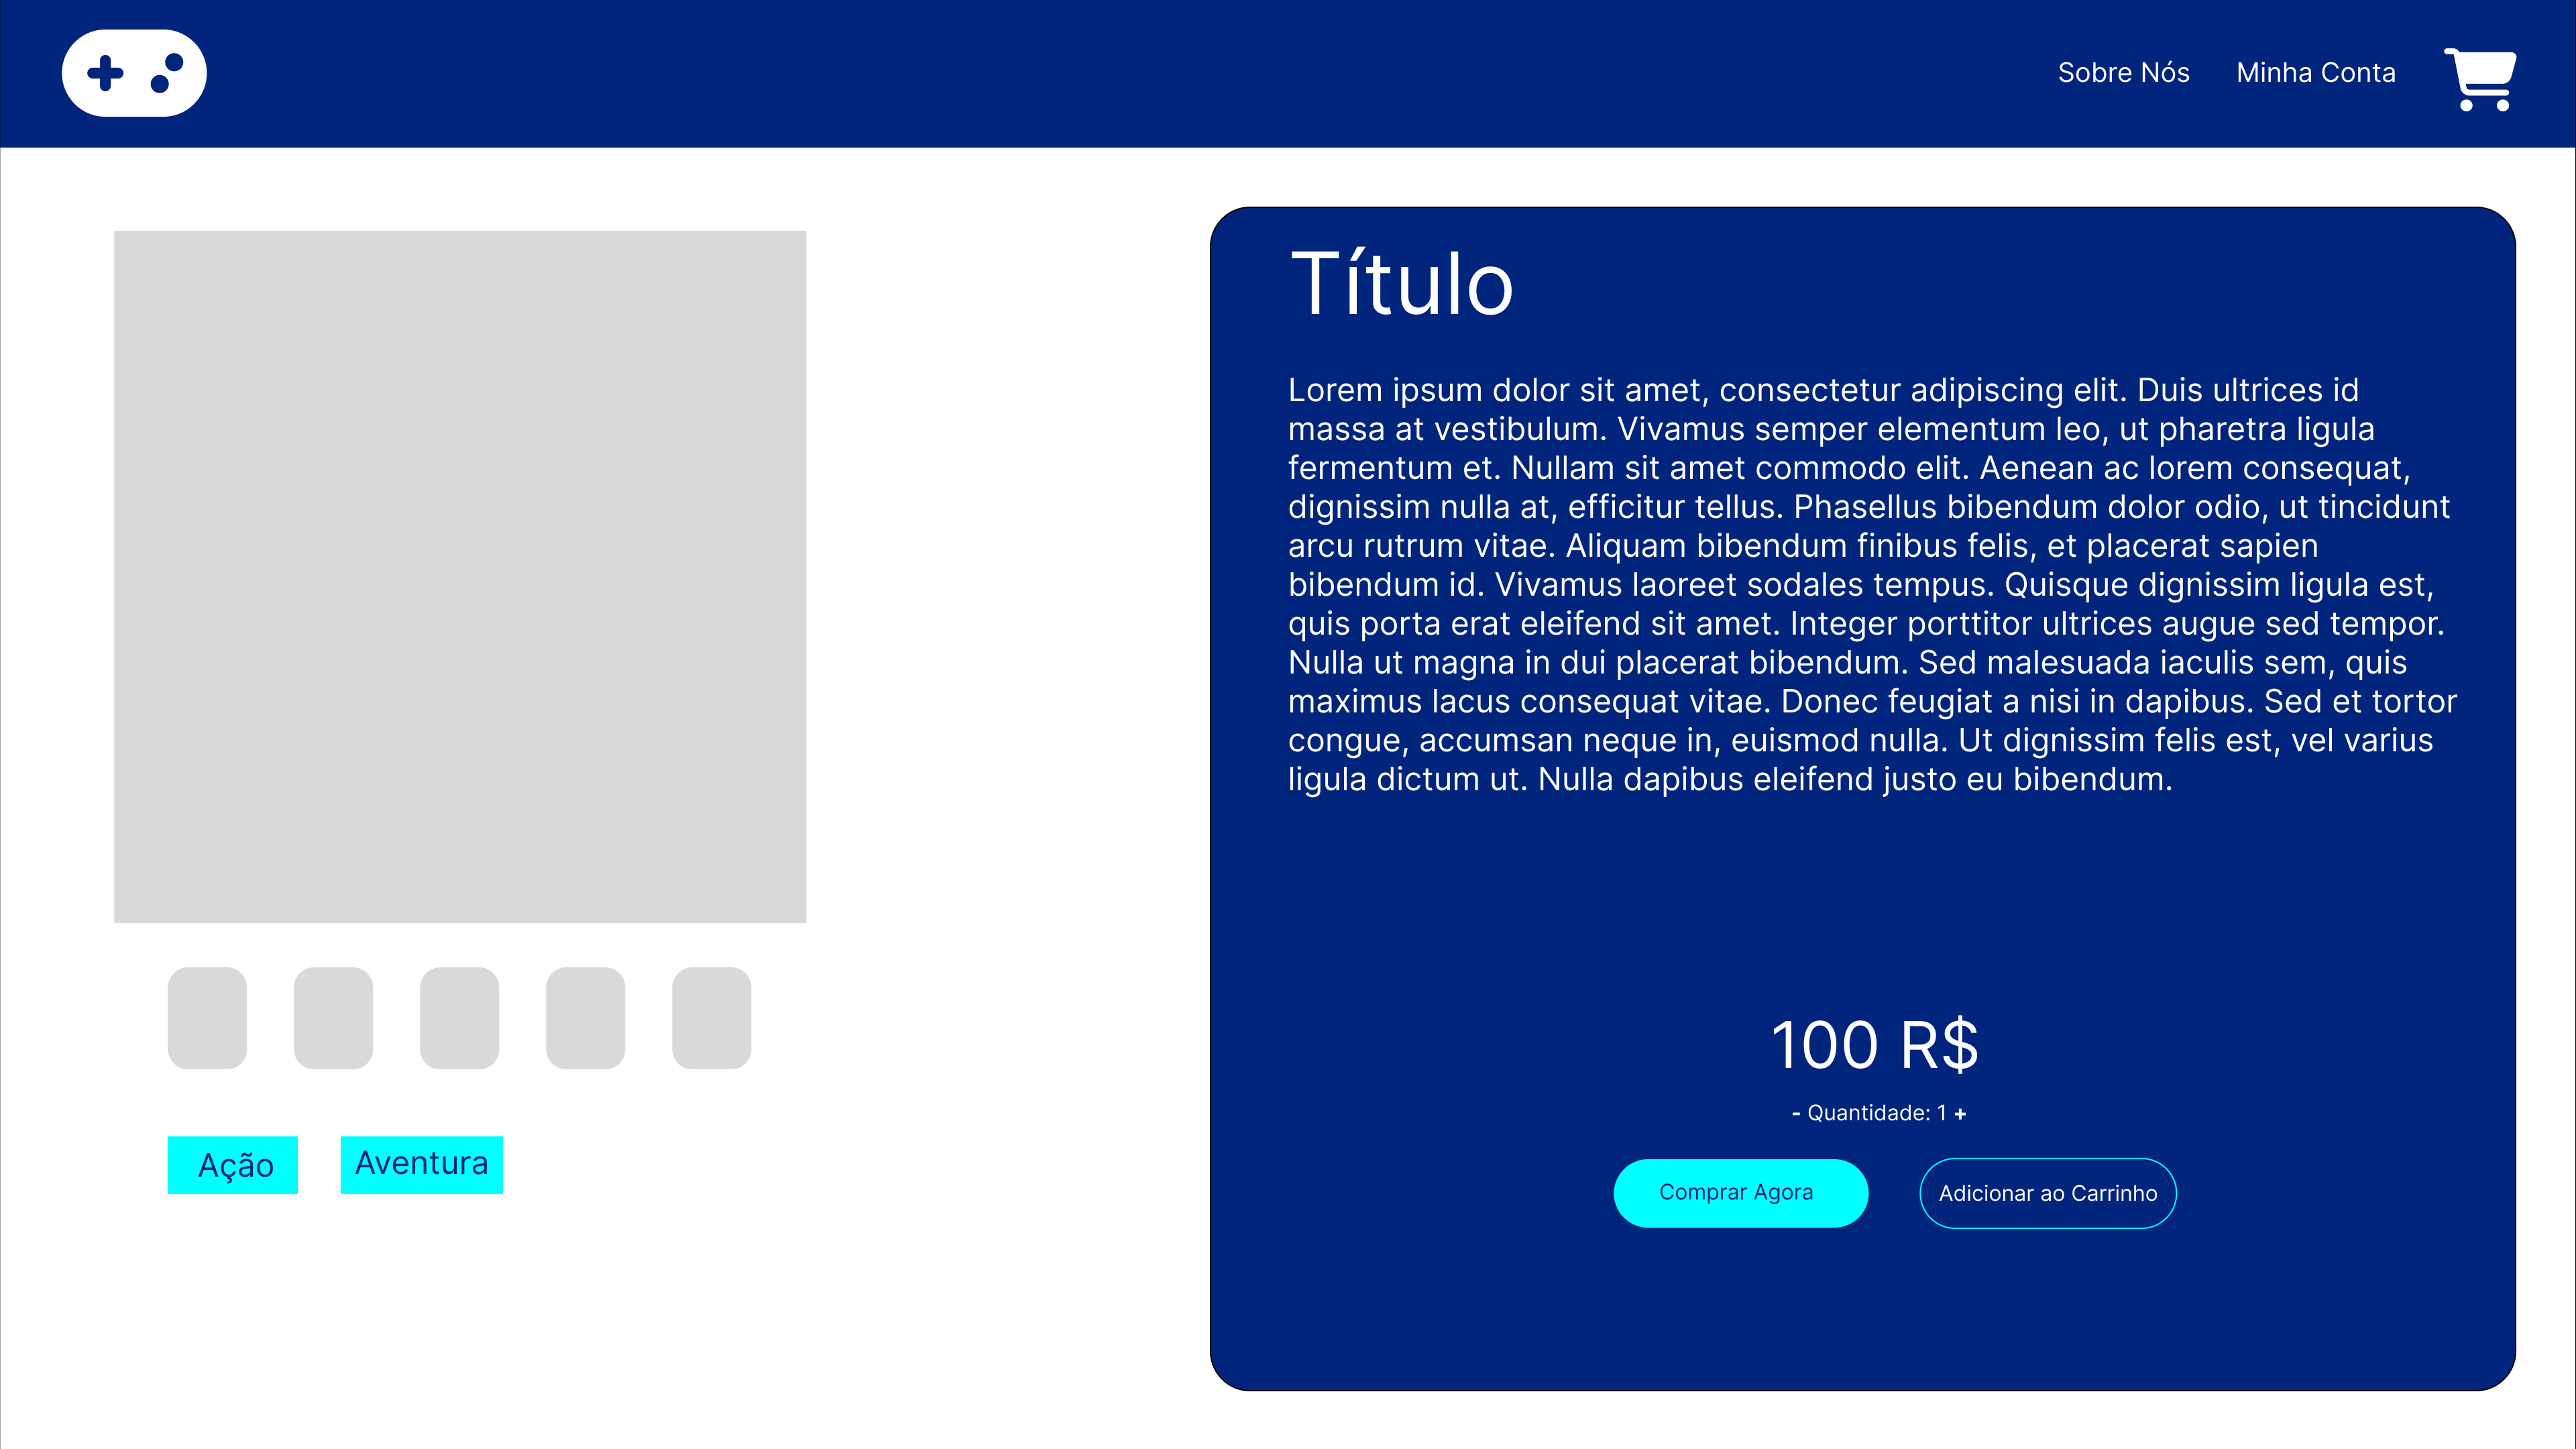 Sobre Nós
Minha Conta
Título
Lorem ipsum dolor sit amet, consectetur adipiscing elit. Duis ultrices id
massa at vestibulum. Vivamus semper elementum leo, ut pharetra ligula
fermentum et. Nullam sit amet commodo elit. Aenean ac lorem consequat,
dignissim nulla at, efficitur tellus. Phasellus bibendum dolor odio, ut tincidunt
arcu rutrum vitae. Aliquam bibendum finibus felis, et placerat sapien
bibendum id. Vivamus laoreet sodales tempus. Quisque dignissim ligula est,
quis porta erat eleifend sit amet. Integer porttitor ultrices augue sed tempor.
Nulla ut magna in dui placerat bibendum. Sed malesuada iaculis sem, quis
maximus lacus consequat vitae. Donec feugiat a nisi in dapibus. Sed et tortor
congue, accumsan neque in, euismod nulla. Ut dignissim felis est, vel varius
ligula dictum ut. Nulla dapibus eleifend justo eu bibendum.
100 R$
- Quantidade: 1 +
Comprar Agora
Adicionar ao Carrinho
Ação
Aventura